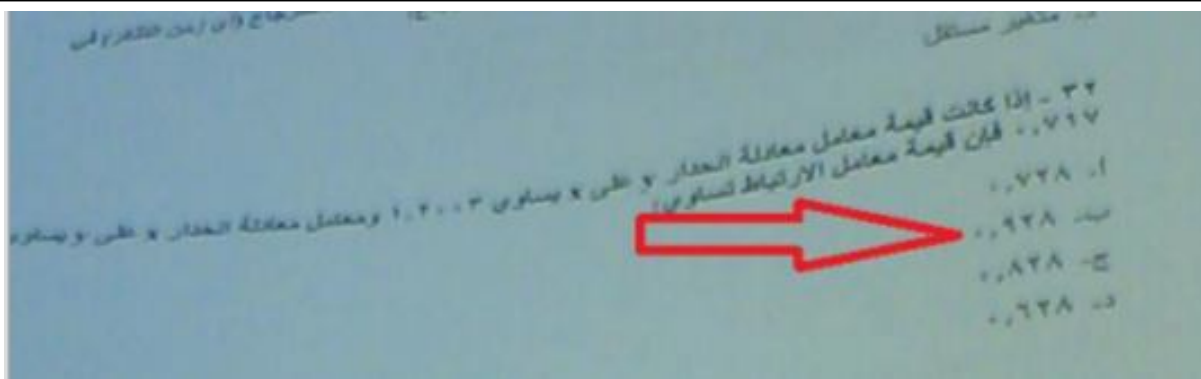 د. متغير مستقل
٣٢ - إذا كانت قيمة معامل معادلة انحدار y على x يساوي ١,٢٠٠٣ ومعامل معادلة انحدار x على y يساوي
٠,٧١٧ فإن قيمة معامل الارتباط تساوي:
أ- ٠,٧٢٨
ب- ٠,٩٢٨
ج- ٠,٨٢٨
د- ٠,٦٢٨